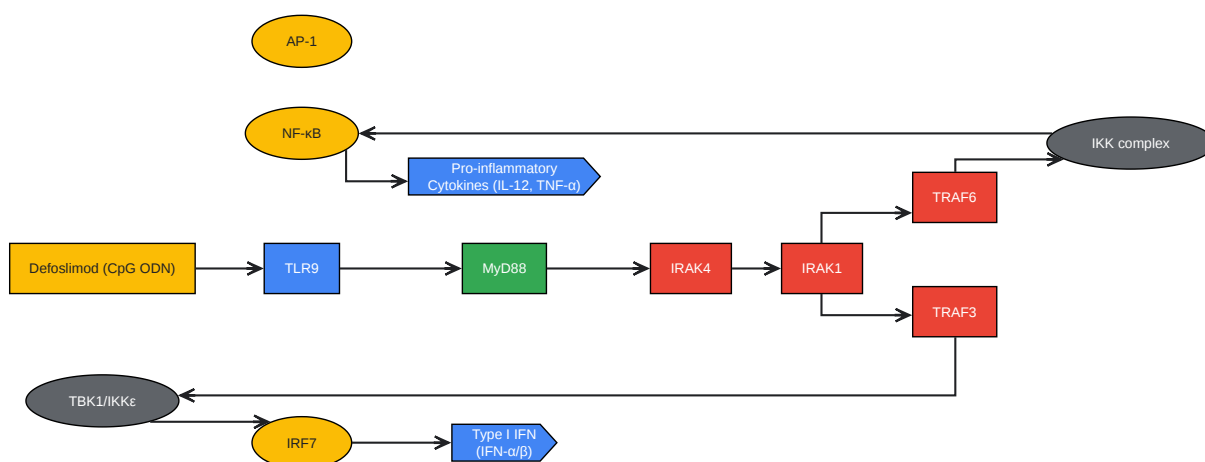 AP-1
NF-κB
IKK complex
Pro-inflammatory
Cytokines (IL-12, TNF-α)
TRAF6
Defoslimod (CpG ODN)
TLR9
MyD88
IRAK4
IRAK1
TRAF3
TBK1/IKKε
IRF7
Type I IFN
(IFN-α/β)